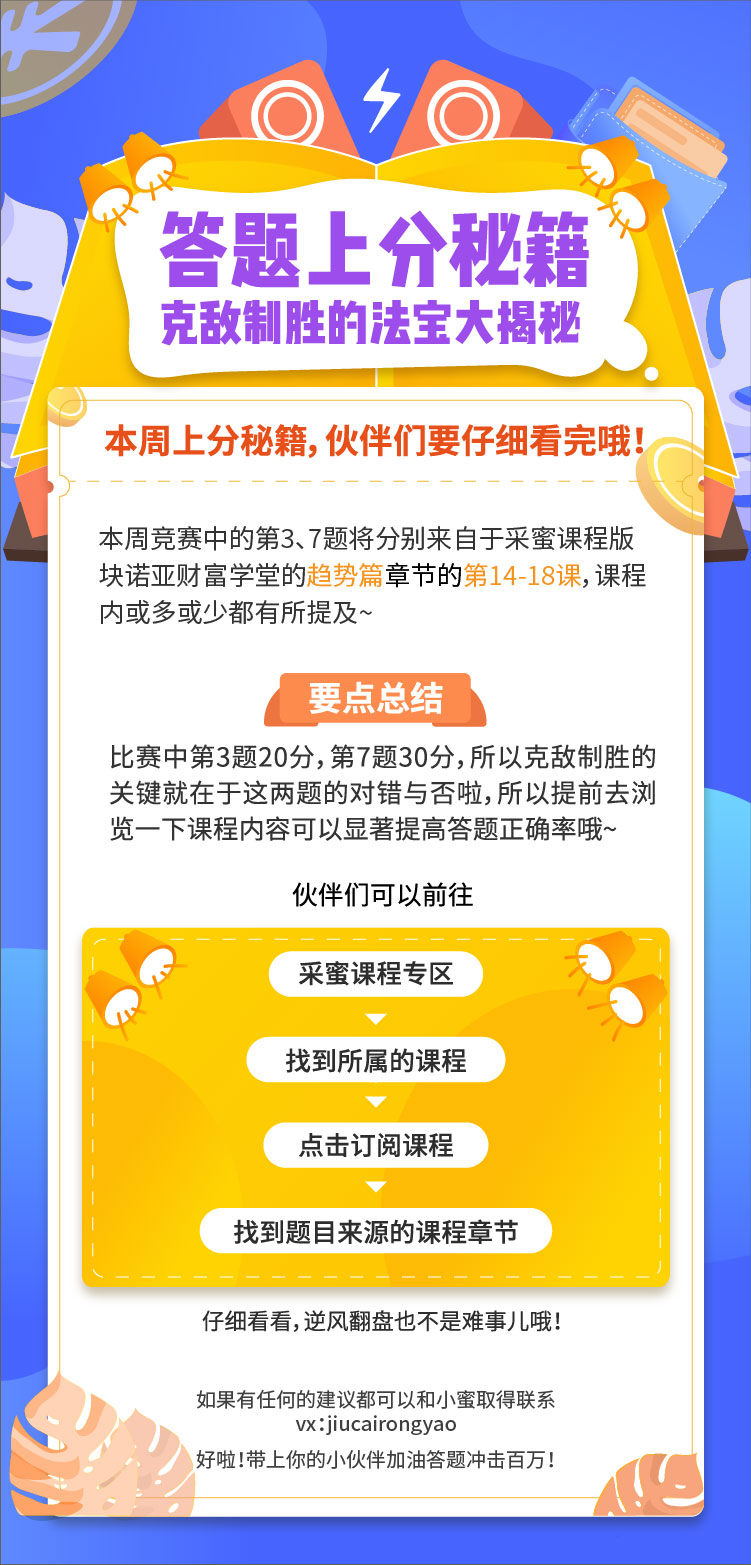 答题上分秘籍
克敌制胜的法宝大揭秘
本周上分秘籍，伙伴们要仔细看完哦！
本周竞赛中的第3、7题将分别来自于采蜜课程版
块诺亚财富学堂的趋势篇章节的第14-18课，课程
内或多或少都有所提及~
要点总结
比赛中第3题20分，第7题30分，所以克敌制胜的
关键就在于这两题的对错与否啦，所以提前去浏
览一下课程内容可以显著提高答题正确率哦~
伙伴们可以前往
采蜜课程专区
找到所属的课程
点击订阅课程
找到题目来源的课程章节
仔细看看，逆风翻盘也不是难事儿哦！
如果有任何的建议都可以和小蜜取得联系
vx：jiucairongyao
好啦！带上你的小伙伴加油答题冲击百万！